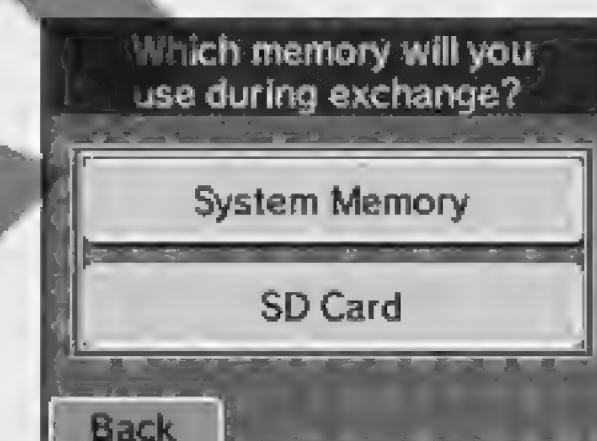 Which memory will you
use during exchange?
System Memory
SD Card
Back